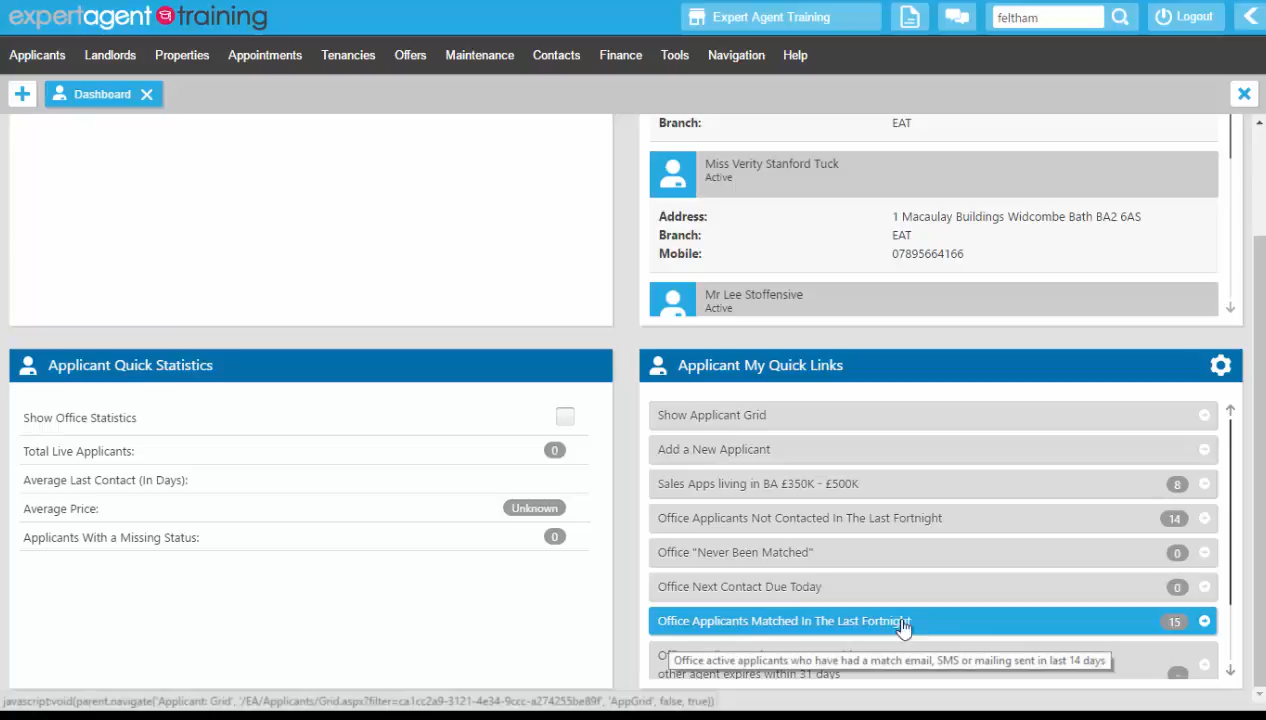 expertagent training
Expert Agent Training
feltham
Logout
Applicants Landlords Properties Appointments Tenancies Offers Maintenance Contacts Finance Tools Navigation Help
Dashboard
Branch: EAT
Miss Verity Stanford Tuck
Active
Address: 1 Macaulay Buildings Widcombe Bath BA2 6AS
Branch: EAT
Mobile: 07895664166
Mr Lee Stoffensive
Active
Applicant Quick Statistics
Show Office Statistics
Total Live Applicants: 0
Average Last Contact (In Days):
Average Price: Unknown
Applicants With a Missing Status: 0
Applicant My Quick Links
Show Applicant Grid
Add a New Applicant
Sales Apps living in BA £350K - £500K 8
Office Applicants Not Contacted In The Last Fortnight 14
Office "Never Been Matched" 0
Office Next Contact Due Today 0
Office Applicants Matched In The Last Fortnight 15
Office active applicants who have had a match email, SMS or mailing sent in last 14 days
other agent expires within 31 days
javascript:void(parent.navigate('Applicant: Grid', '/EA/Applicants/Grid.aspx?filter=ca1cc2a9-3121-4e34-9ccc-a274255be89f', 'AppGrid', false, true))